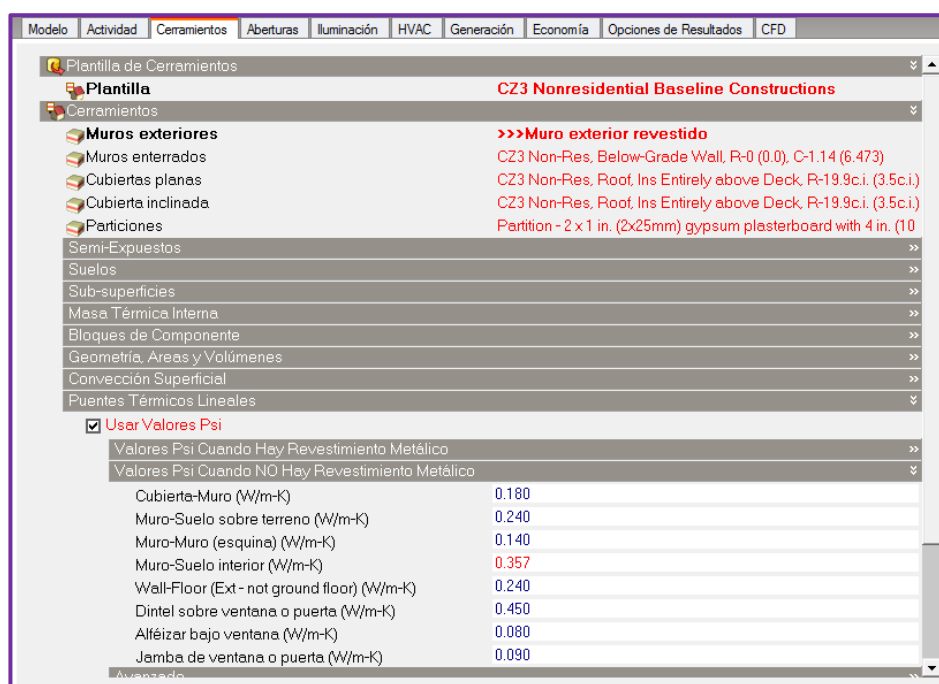 Modelo Actividad Cerramientos Aberturas Iluminación HVAC Generación Economía Opciones de Resultados CFD
Plantilla de Cerramientos
Plantilla CZ3 Nonresidential Baseline Constructions
Cerramientos
Muros exteriores >>>Muro exterior revestido
Muros enterrados CZ3 Non-Res, Below-Grade Wall, R-0 (0.0), C-1.14 (6.473)
Cubiertas planas CZ3 Non-Res, Roof, Ins Entirely above Deck, R-19.9c.i. (3.5c.i.)
Cubierta inclinada CZ3 Non-Res, Roof, Ins Entirely above Deck, R-19.9c.i. (3.5c.i.)
Particiones Partition - 2 x 1 in. (2x25mm) gypsum plasterboard with 4 in. (10
Semi-Expuestos
Suelos
Sub-superficies
Masa Térmica Interna
Bloques de Componente
Geometría, Areas y Volúmenes
Convección Superficial
Puentes Térmicos Lineales
Usar Valores Psi
Valores Psi Cuando Hay Revestimiento Metálico
Valores Psi Cuando NO Hay Revestimiento Metálico
Cubierta-Muro (W/m-K) 0.180
Muro-Suelo sobre terreno (W/m-K) 0.240
Muro-Muro (esquina) (W/m-K) 0.140
Muro-Suelo interior (W/m-K) 0.357
Wall-Floor (Ext - not ground floor) (W/m-K) 0.240
Dintel sobre ventana o puerta (W/m-K) 0.450
Alféizar bajo ventana (W/m-K) 0.080
Jamba de ventana o puerta (W/m-K) 0.090
Avanzado